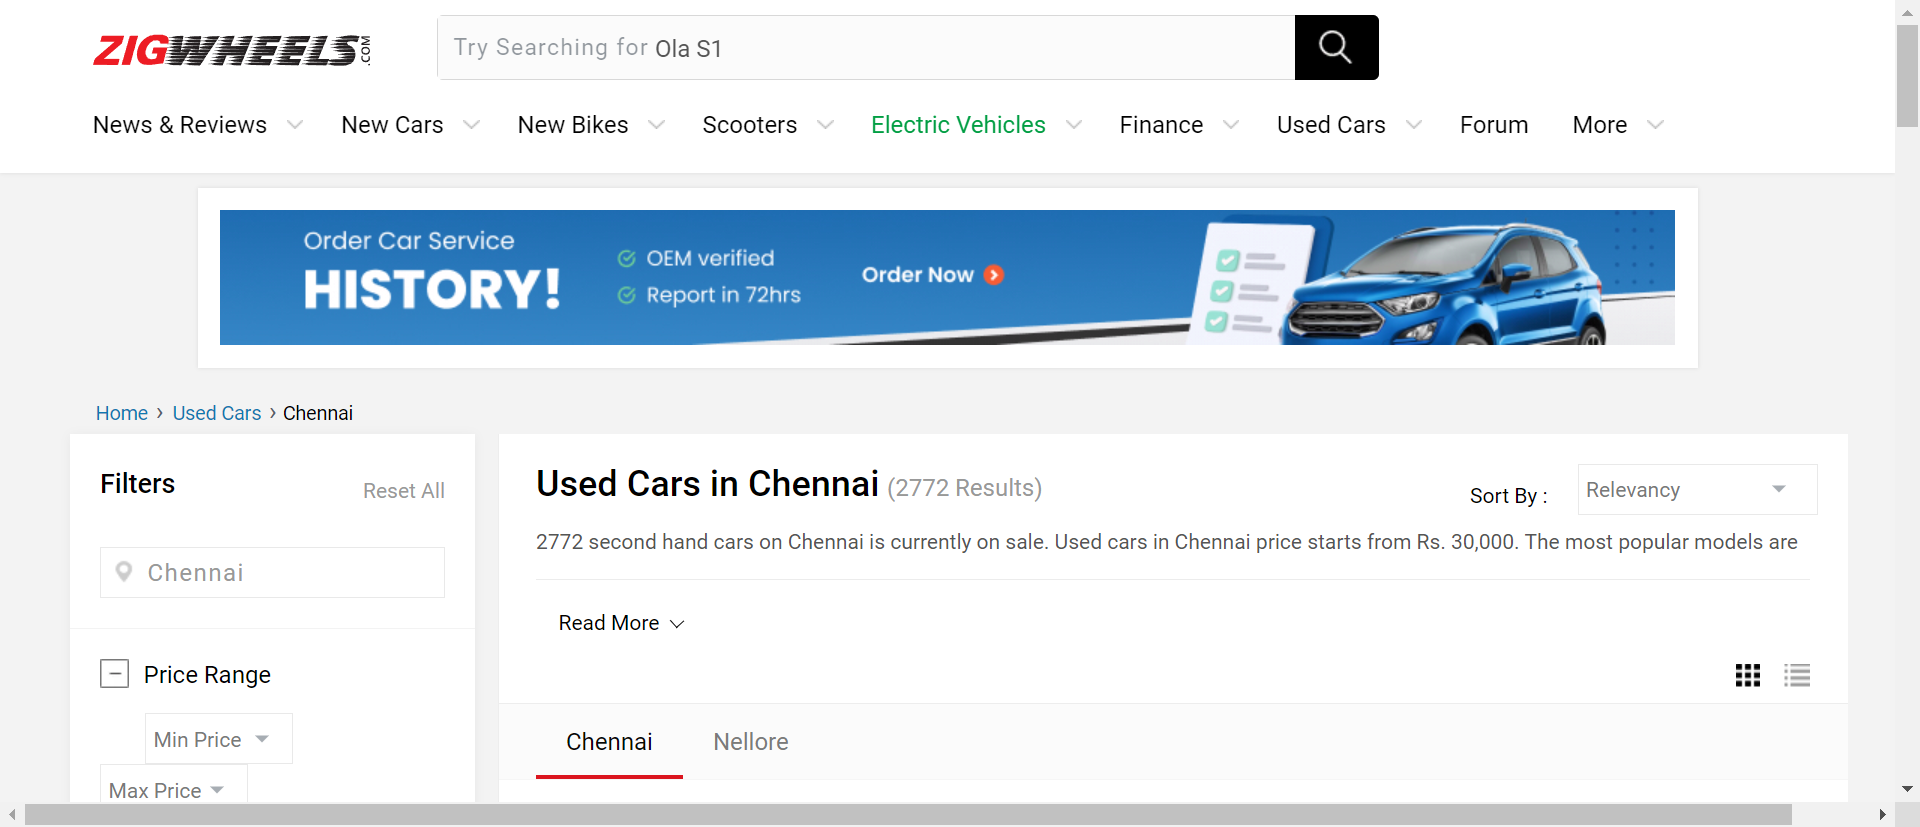 ZIGWHEELS.COM
Try Searching for Ola S1
News & Reviews New Cars New Bikes Scooters Electric Vehicles Finance Used Cars Forum More
Order Car Service
HISTORY!
OEM verified
Report in 72hrs
Order Now
Home › Used Cars › Chennai
Filters
Reset All
Chennai
Price Range
Min Price
Max Price
Used Cars in Chennai (2772 Results)
Sort By :
Relevancy
2772 second hand cars on Chennai is currently on sale. Used cars in Chennai price starts from Rs. 30,000. The most popular models are
Read More
Chennai Nellore